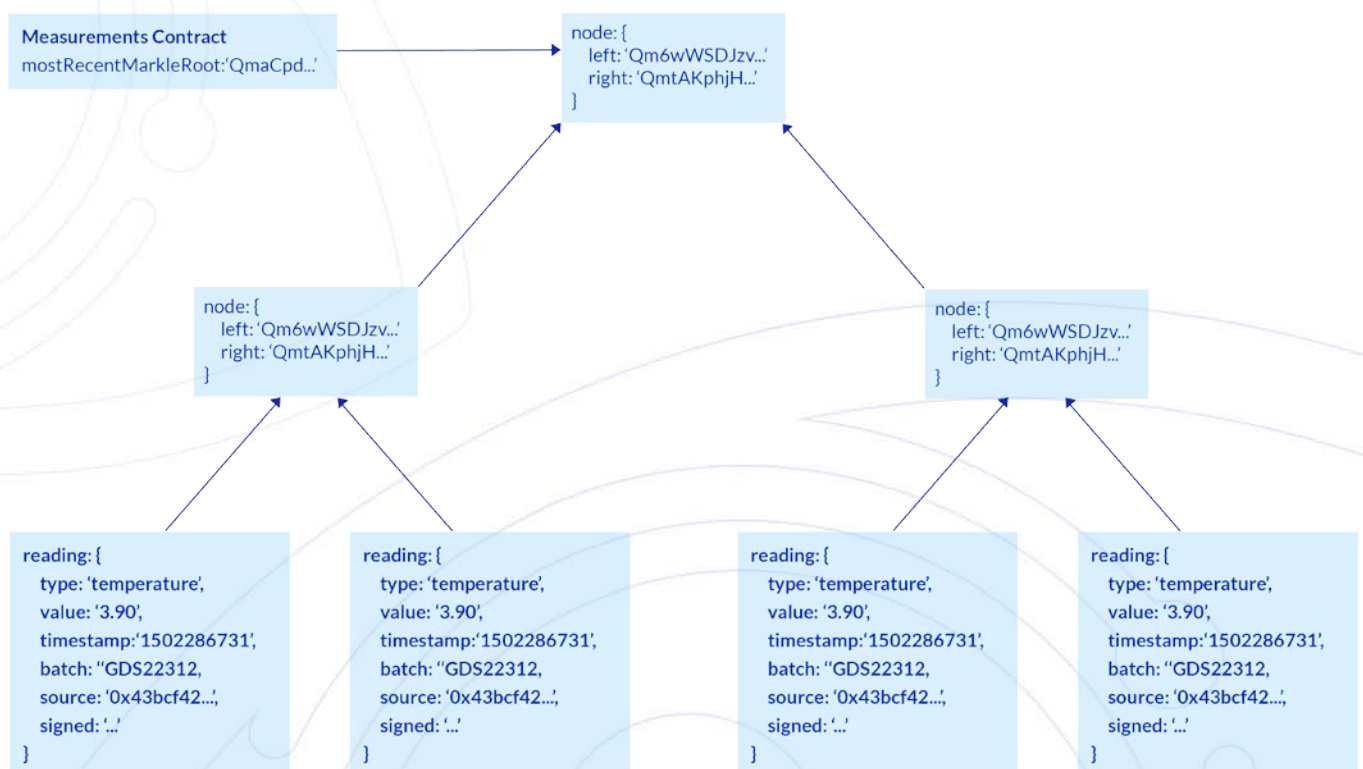 Measurements Contract
mostRecentMarkleRoot:‘QmaCpd...’
node: {
left: ‘Qm6wWSDJzv...’
right: ‘QmtAKphjH...’
}
node: {
left: ‘Qm6wWSDJzv...’
right: ‘QmtAKphjH...’
}
node: {
left: ‘Qm6wWSDJzv...’
right: ‘QmtAKphjH...’
}
reading: {
type: ‘temperature’,
value: ‘3.90’,
timestamp:‘1502286731’,
batch: “GDS22312,
source: ‘0x43bcf42...’,
signed: ‘...’
}
reading: {
type: ‘temperature’,
value: ‘3.90’,
timestamp:‘1502286731’,
batch: “GDS22312,
source: ‘0x43bcf42...’,
signed: ‘...’
}
reading: {
type: ‘temperature’,
value: ‘3.90’,
timestamp:‘1502286731’,
batch: “GDS22312,
source: ‘0x43bcf42...’,
signed: ‘...’
}
reading: {
type: ‘temperature’,
value: ‘3.90’,
timestamp:‘1502286731’,
batch: “GDS22312,
source: ‘0x43bcf42...’,
signed: ‘...’
}